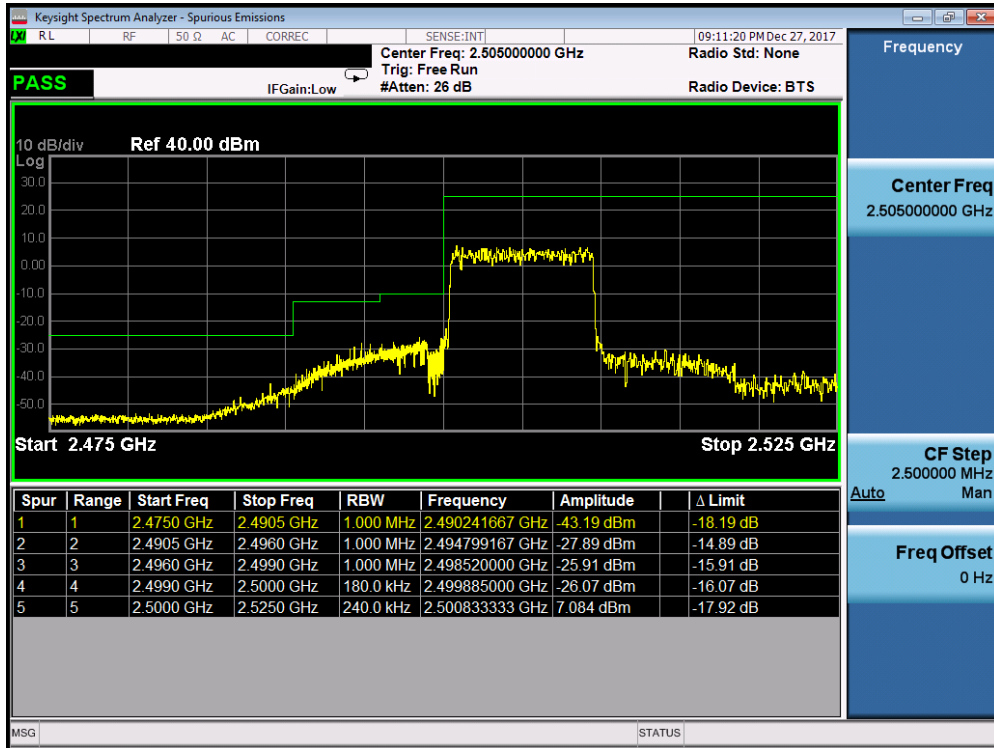 Keysight Spectrum Analyzer - Spurious Emissions
LXI RL RF 50 Ω AC CORREC SENSE:INT 09:11:20 PM Dec 27, 2017
Center Freq: 2.505000000 GHz Radio Std: None
Trig: Free Run
PASS IFGain:Low #Atten: 26 dB Radio Device: BTS
Frequency
10 dB/div Ref 40.00 dBm
Log
30.0
20.0
10.0
0.00
-10.0
-20.0
-30.0
-40.0
-50.0
Start 2.475 GHz Stop 2.525 GHz
Center Freq
2.505000000 GHz
CF Step
2.500000 MHz
Auto Man
Freq Offset
0 Hz
Spur Range Start Freq Stop Freq RBW Frequency Amplitude Δ Limit
1 1 2.4750 GHz 2.4905 GHz 1.000 MHz 2.490241667 GHz -43.19 dBm -18.19 dB
2 2 2.4905 GHz 2.4960 GHz 1.000 MHz 2.494799167 GHz -27.89 dBm -14.89 dB
3 3 2.4960 GHz 2.4990 GHz 1.000 MHz 2.498520000 GHz -25.91 dBm -15.91 dB
4 4 2.4990 GHz 2.5000 GHz 180.0 kHz 2.499885000 GHz -26.07 dBm -16.07 dB
5 5 2.5000 GHz 2.5250 GHz 240.0 kHz 2.500833333 GHz 7.084 dBm -17.92 dB
MSG STATUS